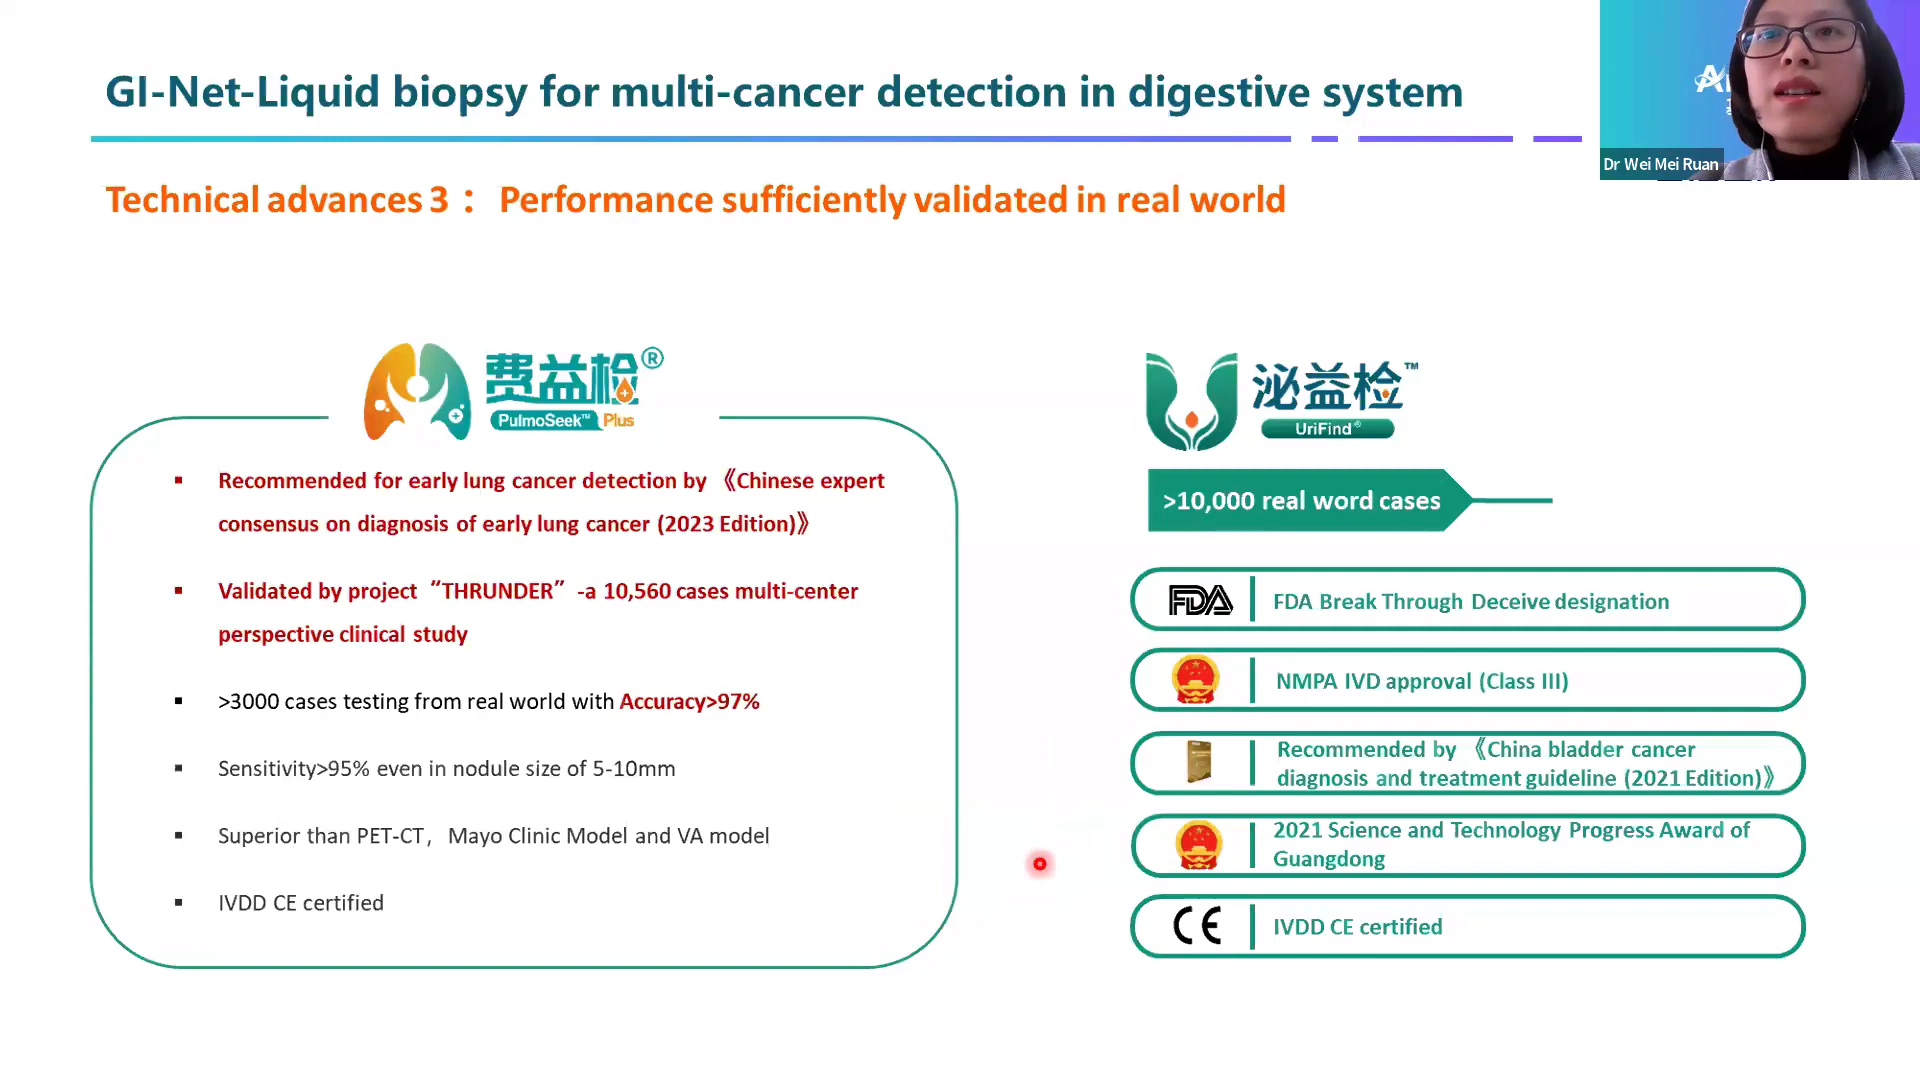 GI-Net-Liquid biopsy for multi-cancer detection in digestive system
Dr Wei Mei Ruan
Technical advances 3： Performance sufficiently validated in real world
费益检®
PulmoSeek™ Plus
Recommended for early lung cancer detection by 《Chinese expert
consensus on diagnosis of early lung cancer (2023 Edition)》
Validated by project “THRUNDER” -a 10,560 cases multi-center
perspective clinical study
>3000 cases testing from real world with Accuracy>97%
Sensitivity>95% even in nodule size of 5-10mm
Superior than PET-CT， Mayo Clinic Model and VA model
IVDD CE certified
泌益检™
UriFind®
>10,000 real word cases
FDA
FDA Break Through Deceive designation
NMPA IVD approval (Class III)
Recommended by 《China bladder cancer
diagnosis and treatment guideline (2021 Edition)》
2021 Science and Technology Progress Award of
Guangdong
CE
IVDD CE certified